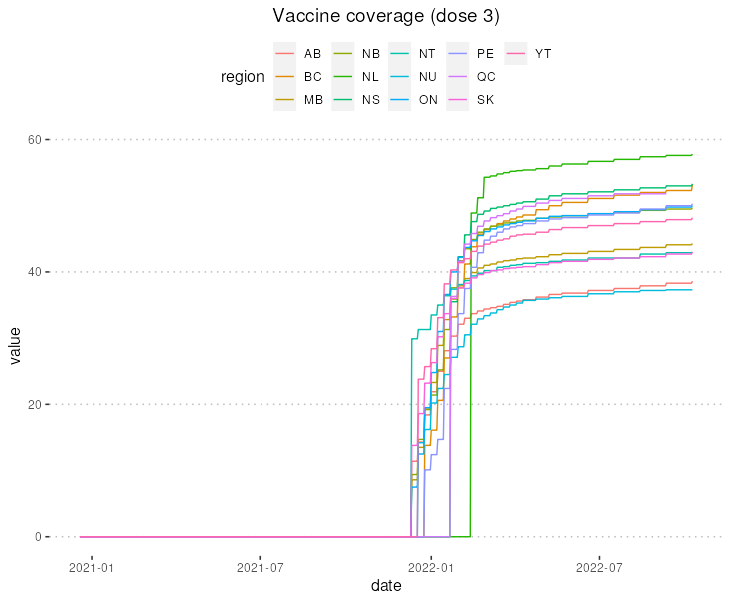 Vaccine coverage (dose 3)
region
AB NB NT PE YT
BC NL NU QC
MB NS ON SK
60
40
20
0
value
2021-01 2021-07 2022-01 2022-07
date